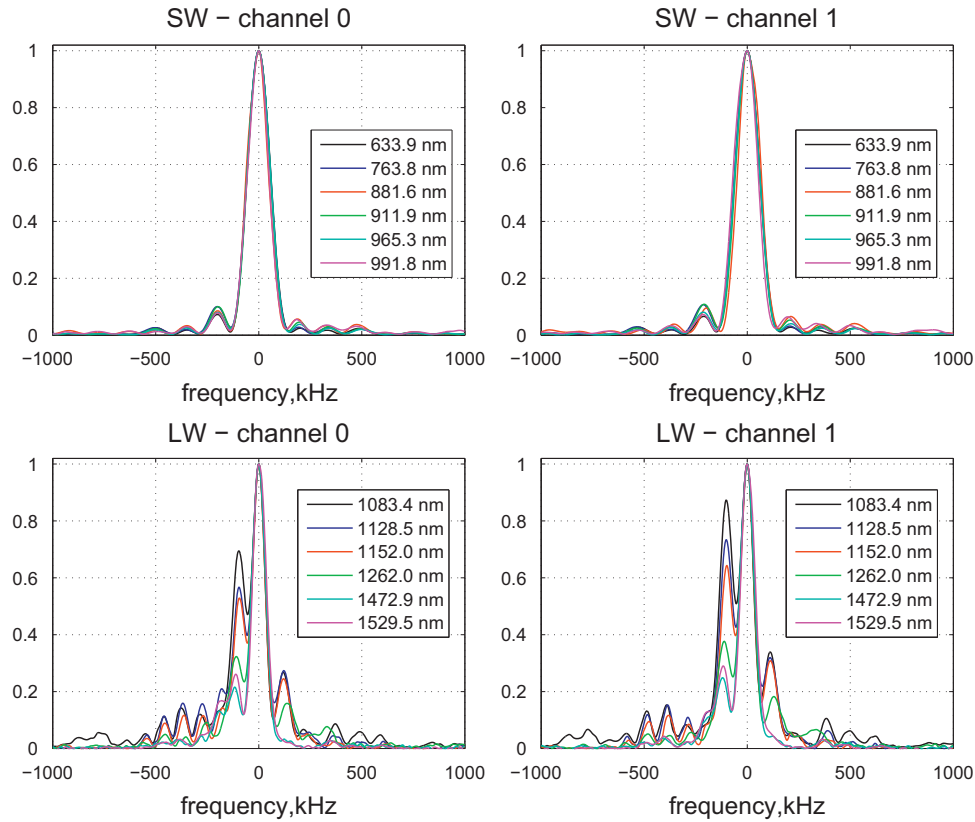 SW − channel 0
1
0.8
0.6
0.4
0.2
0
−1000
−500
0
500
1000
frequency,kHz
633.9 nm
763.8 nm
881.6 nm
911.9 nm
965.3 nm
991.8 nm
SW − channel 1
1
0.8
0.6
0.4
0.2
0
−1000
−500
0
500
1000
frequency,kHz
633.9 nm
763.8 nm
881.6 nm
911.9 nm
965.3 nm
991.8 nm
LW − channel 0
1
0.8
0.6
0.4
0.2
0
−1000
−500
0
500
1000
frequency,kHz
1083.4 nm
1128.5 nm
1152.0 nm
1262.0 nm
1472.9 nm
1529.5 nm
LW − channel 1
1
0.8
0.6
0.4
0.2
0
−1000
−500
0
500
1000
frequency,kHz
1083.4 nm
1128.5 nm
1152.0 nm
1262.0 nm
1472.9 nm
1529.5 nm